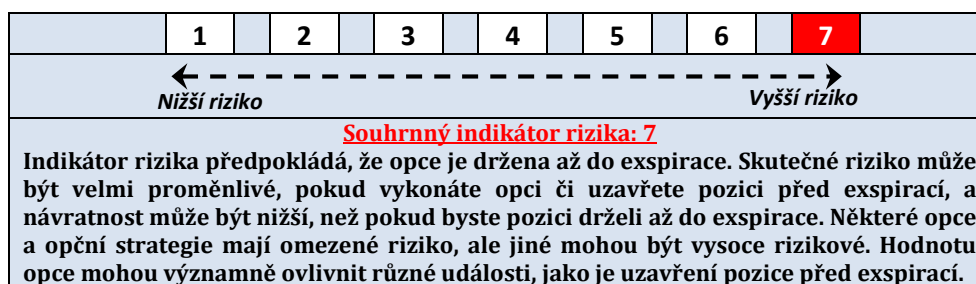 1 2 3 4 5 6 7
Nižší riziko Vyšší riziko
Souhrnný indikátor rizika: 7
Indikátor rizika předpokládá, že opce je držena až do exspirace. Skutečné riziko může
být velmi proměnlivé, pokud vykonáte opci či uzavřete pozici před exspirací, a
návratnost může být nižší, než pokud byste pozici drželi až do exspirace. Některé opce
a opční strategie mají omezené riziko, ale jiné mohou být vysoce rizikové. Hodnotu
opce mohou významně ovlivnit různé události, jako je uzavření pozice před exspirací.